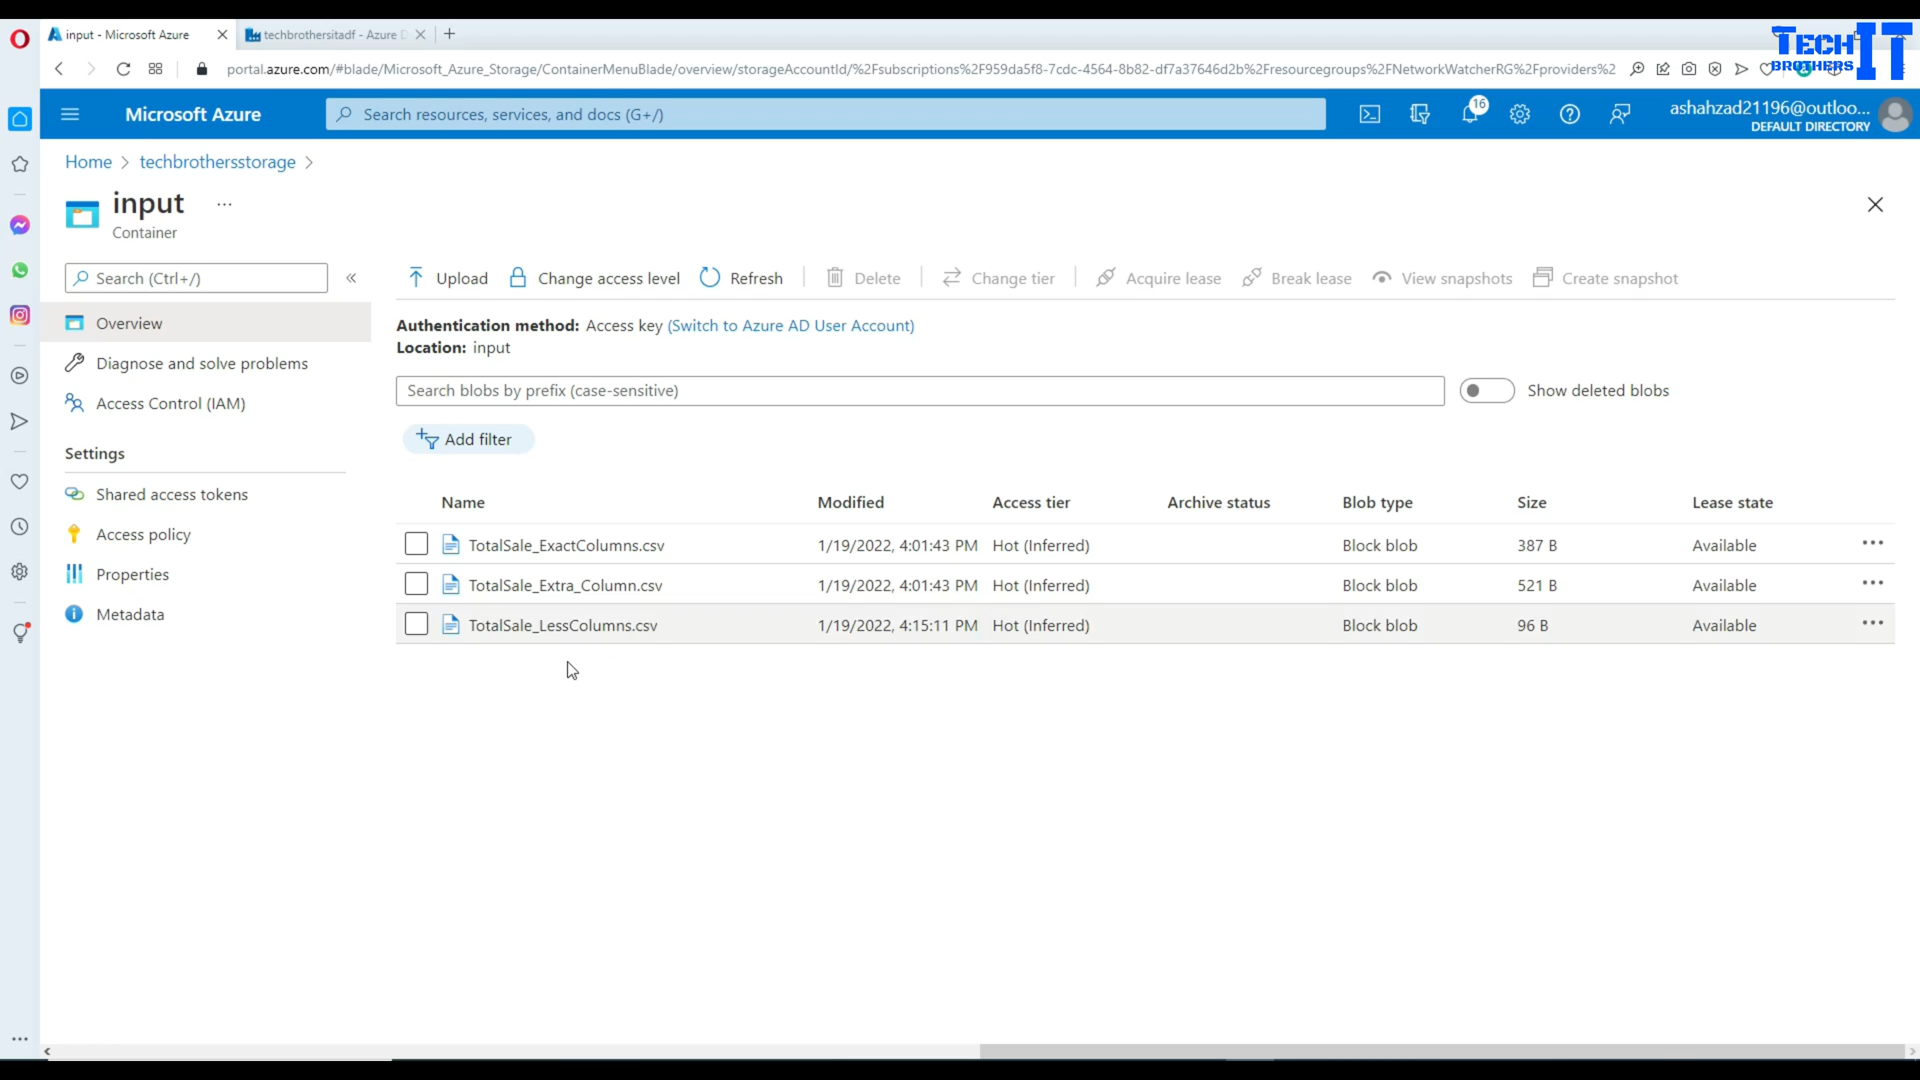 input - Microsoft Azure
techbrothersitadf - Azure D
TECH IT
BROTHERS
portal.azure.com/#blade/Microsoft_Azure_Storage/ContainerMenuBlade/overview/storageAccountId/%2Fsubscriptions%2F959da5f8-7cdc-4564-8b82-df7a37646d2b%2Fresourcegroups%2FNetworkWatcherRG%2Fproviders%2
Microsoft Azure
Search resources, services, and docs (G+/)
16
ashahzad21196@outloo...
DEFAULT DIRECTORY
Home > techbrothersstorage >
input ...
Container
Search (Ctrl+/)
«
Upload
Change access level
Refresh
Delete
Change tier
Acquire lease
Break lease
View snapshots
Create snapshot
Overview
Diagnose and solve problems
Access Control (IAM)
Settings
Shared access tokens
Access policy
Properties
Metadata
Authentication method: Access key (Switch to Azure AD User Account)
Location: input
Search blobs by prefix (case-sensitive)
Show deleted blobs
Add filter
Name Modified Access tier Archive status Blob type Size Lease state
TotalSale_ExactColumns.csv 1/19/2022, 4:01:43 PM Hot (Inferred) Block blob 387 B Available ...
TotalSale_Extra_Column.csv 1/19/2022, 4:01:43 PM Hot (Inferred) Block blob 521 B Available ...
TotalSale_LessColumns.csv 1/19/2022, 4:15:11 PM Hot (Inferred) Block blob 96 B Available ...